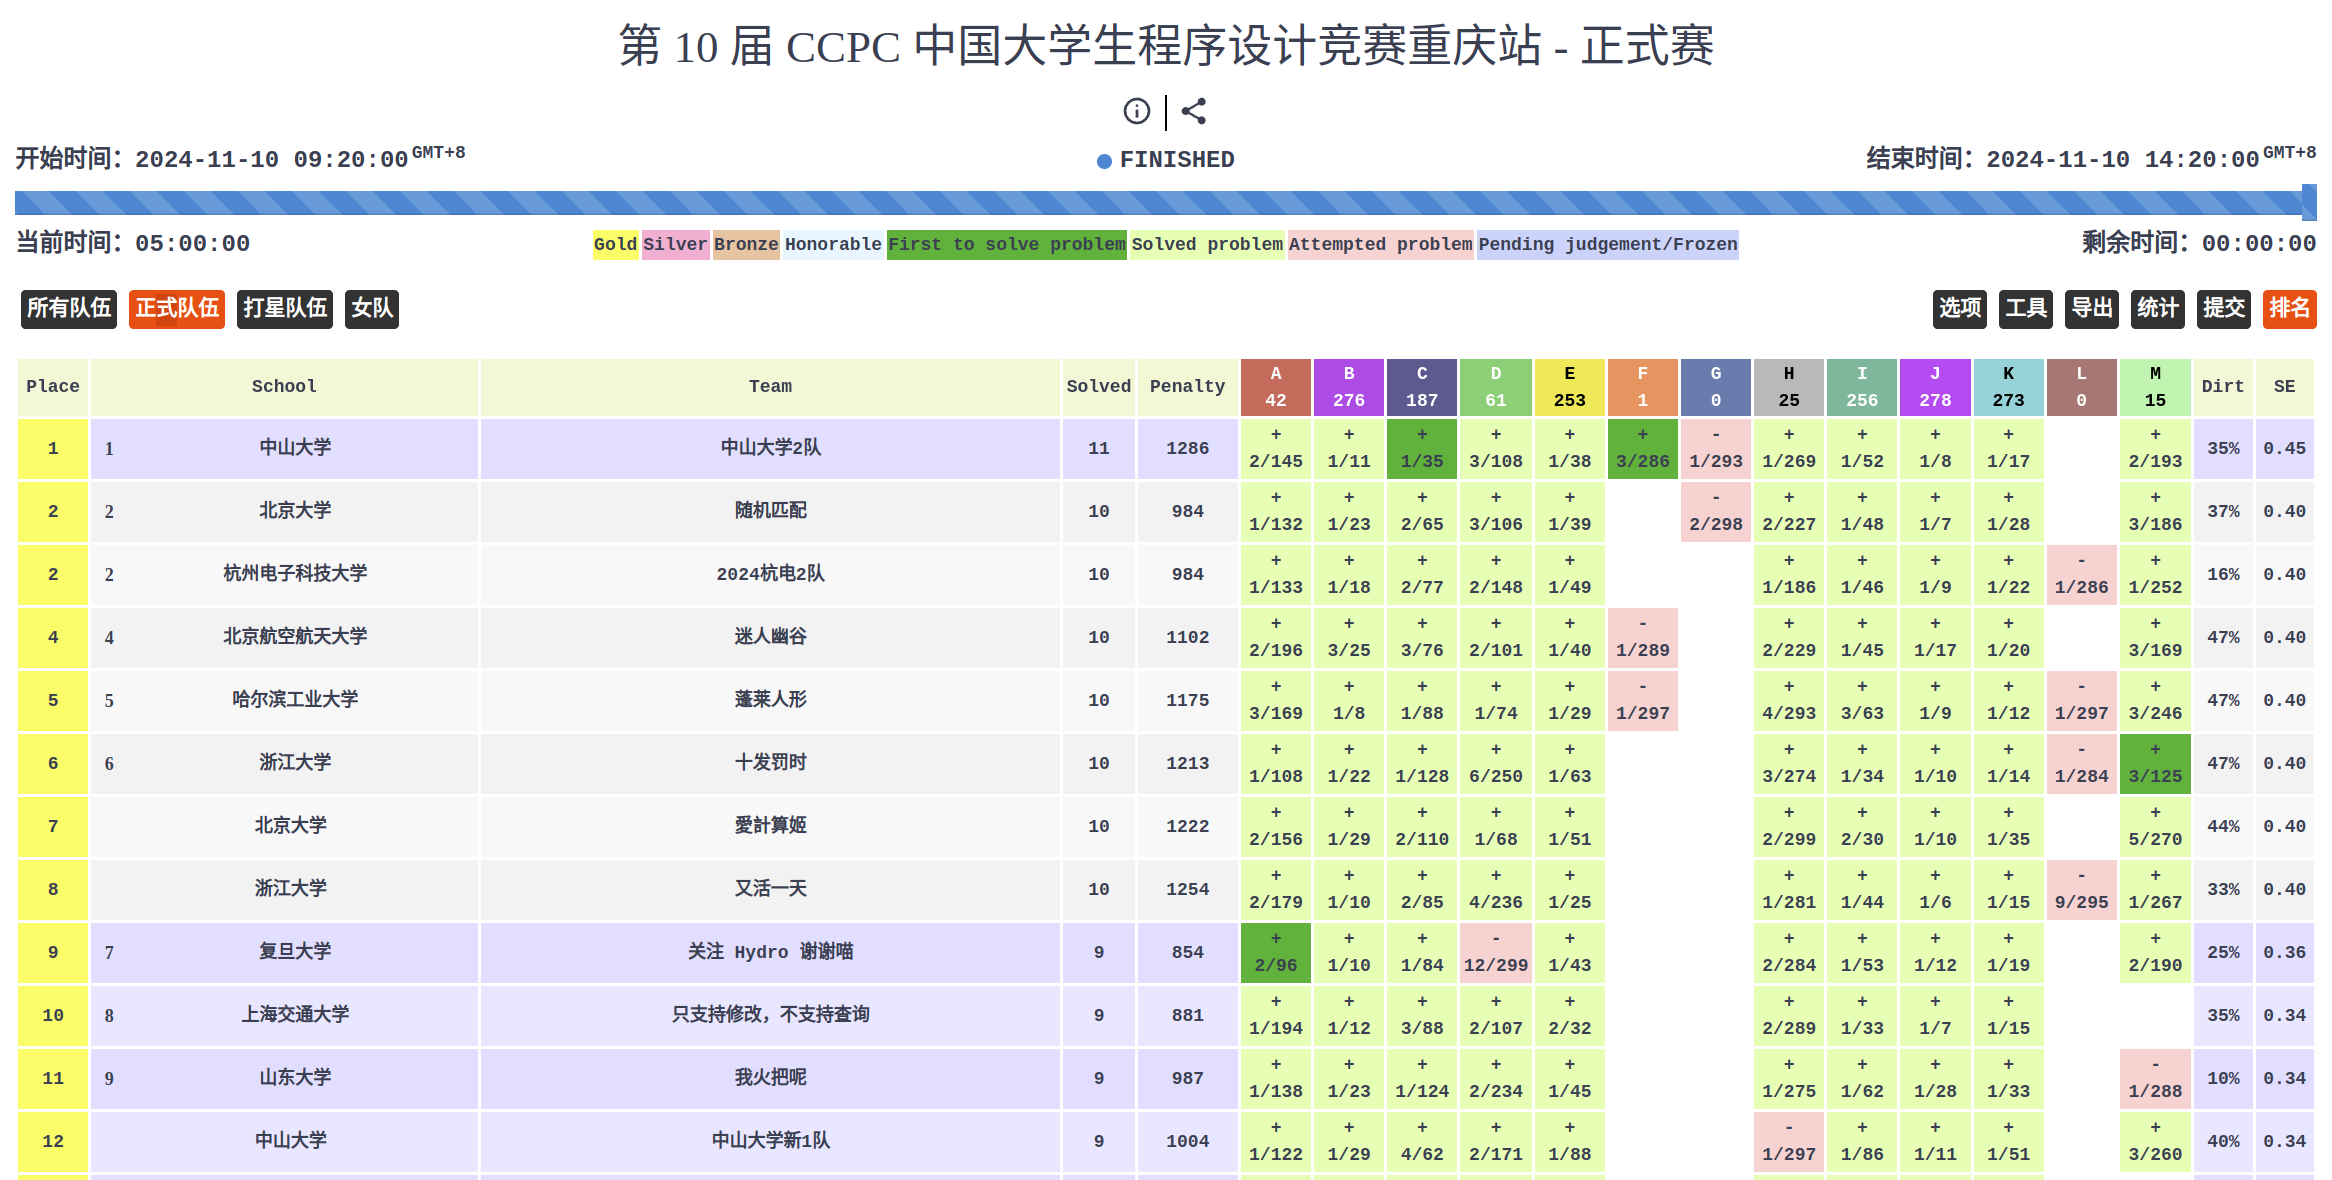 第 10 届 CCPC 中国大学生程序设计竞赛重庆站 - 正式赛
开始时间：2024-11-10 09:20:00 GMT+8 FINISHED 结束时间：2024-11-10 14:20:00 GMT+8
当前时间：05:00:00 Gold Silver Bronze Honorable First to solve problem Solved problem Attempted problem Pending judgement/Frozen 剩余时间：00:00:00
所有队伍 正式队伍 打星队伍 女队 选项 工具 导出 统计 提交 排名
Place School Team Solved Penalty A B C D E F G H I J K L M Dirt SE
42 276 187 61 253 1 0 25 256 278 273 0 15
+ + + + + + - + + + + +
1 1 中山大学 中山大学2队 11 1286 2/145 1/11 1/35 3/108 1/38 3/286 1/293 1/269 1/52 1/8 1/17 2/193 35% 0.45
+ + + + + - + + + + +
2 2 北京大学 随机匹配 10 984 1/132 1/23 2/65 3/106 1/39 2/298 2/227 1/48 1/7 1/28 3/186 37% 0.40
+ + + + + + + + + - +
2 2 杭州电子科技大学 2024杭电2队 10 984 1/133 1/18 2/77 2/148 1/49 1/186 1/46 1/9 1/22 1/286 1/252 16% 0.40
+ + + + + - + + + + +
4 4 北京航空航天大学 迷人幽谷 10 1102 2/196 3/25 3/76 2/101 1/40 1/289 2/229 1/45 1/17 1/20 3/169 47% 0.40
+ + + + + - + + + + - +
5 5 哈尔滨工业大学 蓬莱人形 10 1175 3/169 1/8 1/88 1/74 1/29 1/297 4/293 3/63 1/9 1/12 1/297 3/246 47% 0.40
+ + + + + + + + + - +
6 6 浙江大学 十发罚时 10 1213 1/108 1/22 1/128 6/250 1/63 3/274 1/34 1/10 1/14 1/284 3/125 47% 0.40
+ + + + + + + + + +
7 北京大学 愛計算姬 10 1222 2/156 1/29 2/110 1/68 1/51 2/299 2/30 1/10 1/35 5/270 44% 0.40
+ + + + + + + + + - +
8 浙江大学 又活一天 10 1254 2/179 1/10 2/85 4/236 1/25 1/281 1/44 1/6 1/15 9/295 1/267 33% 0.40
+ + + - + + + + + +
9 7 复旦大学 关注 Hydro 谢谢喵 9 854 2/96 1/10 1/84 12/299 1/43 2/284 1/53 1/12 1/19 2/190 25% 0.36
+ + + + + + + + +
10 8 上海交通大学 只支持修改，不支持查询 9 881 1/194 1/12 3/88 2/107 2/32 2/289 1/33 1/7 1/15 35% 0.34
+ + + + + + + + + -
11 9 山东大学 我火把呢 9 987 1/138 1/23 1/124 2/234 1/45 1/275 1/62 1/28 1/33 1/288 10% 0.34
+ + + + + - + + + +
12 中山大学 中山大学新1队 9 1004 1/122 1/29 4/62 2/171 1/88 1/297 1/86 1/11 1/51 3/260 40% 0.34